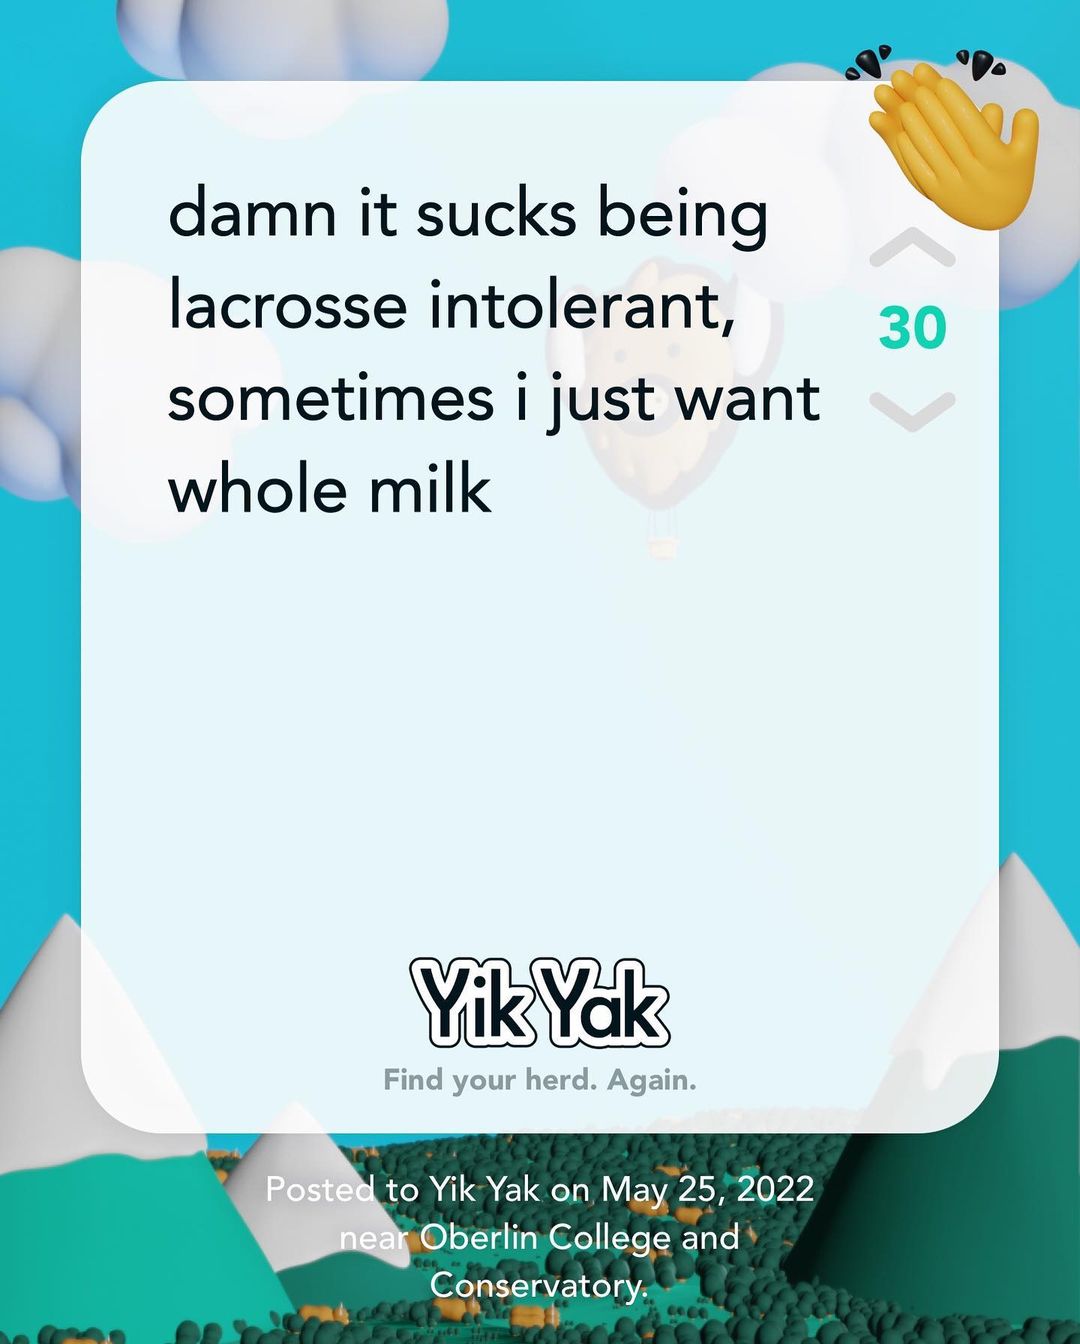 damn it sucks being
lacrosse intolerant,
sometimes i just want
whole milk
30
Yik Yak
Find your herd. Again.
Posted to Yik Yak on May 25, 2022
near Oberlin College and
Conservatory.